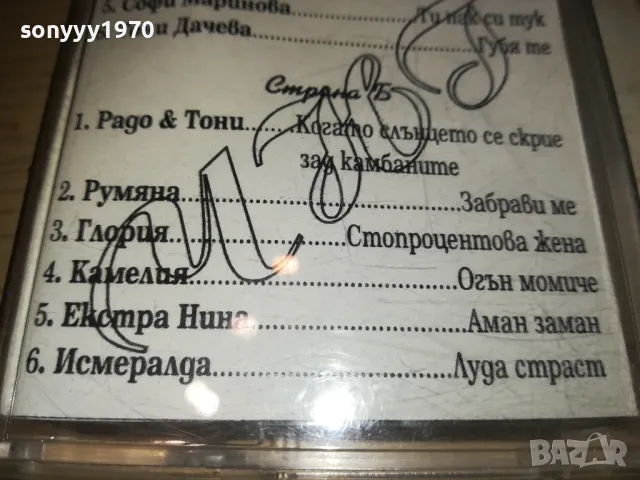 5. Софи Маринова............Ти пак си тук
sonyyy1970
и Дачева............Губя те
Страна Б
1. Радо & Тони........Когато слънцето се скрие
зад камбаните
2. Румяна............Забрави ме
3. Глория............Стопроцентова жена
4. Камелия............Огън момиче
5. Екстра Нина............Аман заман
6. Исмералда............Луда страст
BAZAR